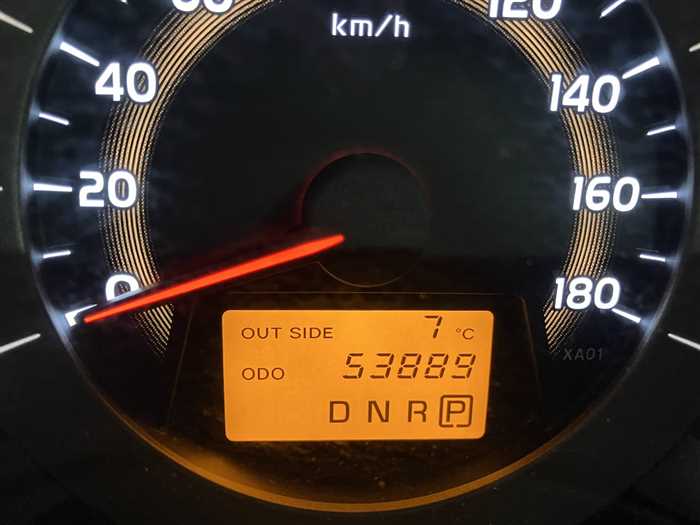 km/h
120
40
140
20
160
0
180
OUT SIDE 7 °C
ODO 53889
D N R P
XA01